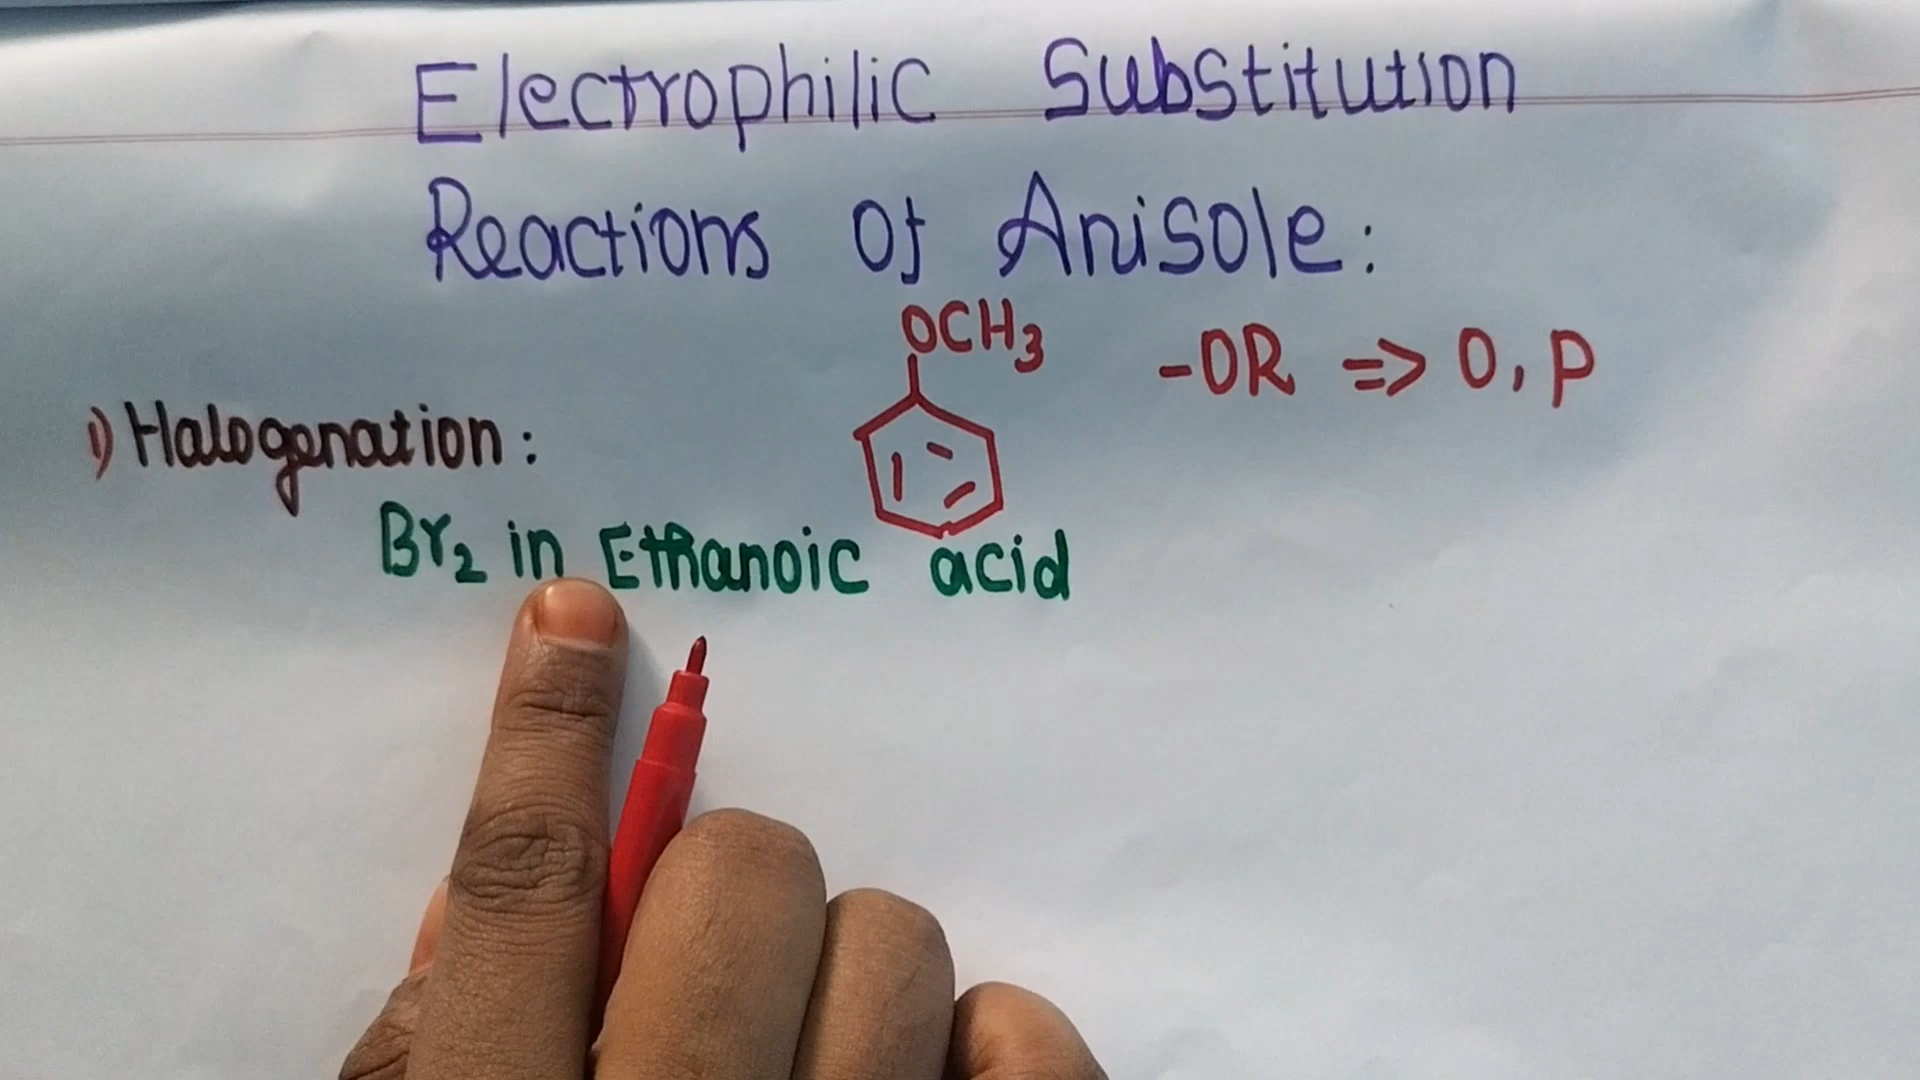 Electrophilic Substitution
Reactions Of Anisole:
OCH3 -OR => O, P
1) Halogenation:
Br2 in Ethanoic acid